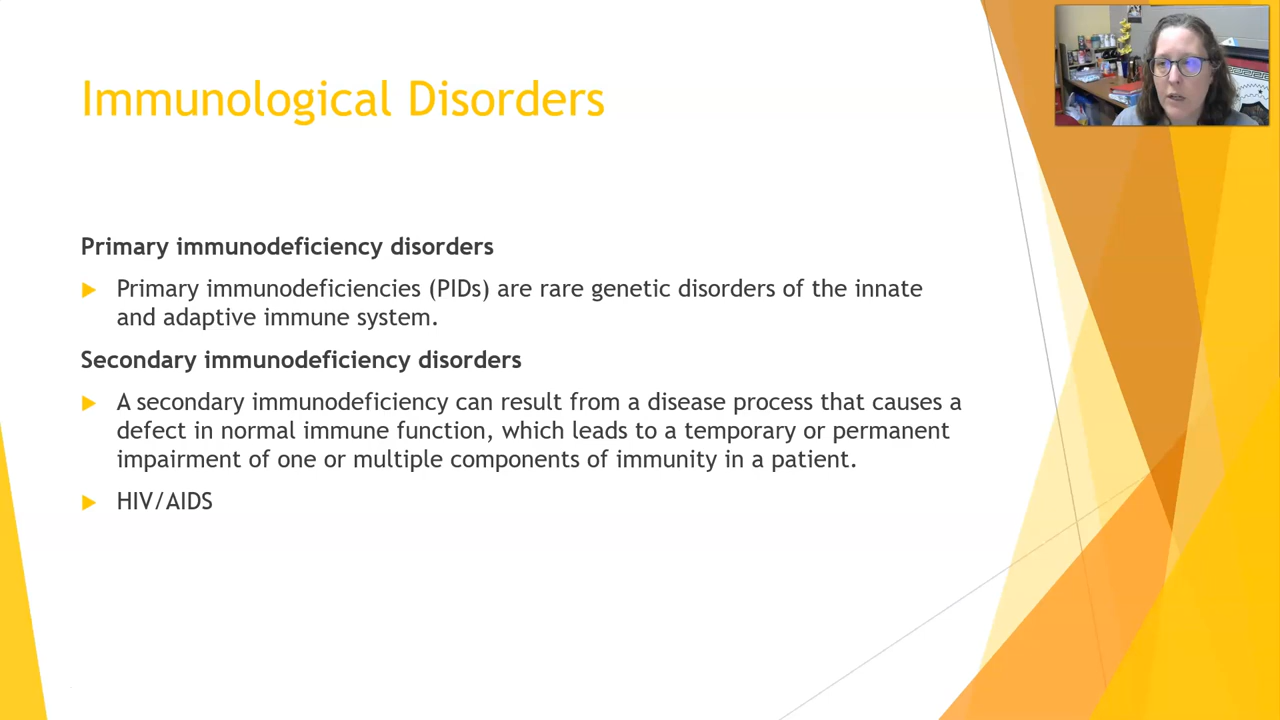 Immunological Disorders
Primary immunodeficiency disorders
Primary immunodeficiencies (PIDs) are rare genetic disorders of the innate
and adaptive immune system.
Secondary immunodeficiency disorders
A secondary immunodeficiency can result from a disease process that causes a
defect in normal immune function, which leads to a temporary or permanent
impairment of one or multiple components of immunity in a patient.
HIV/AIDS